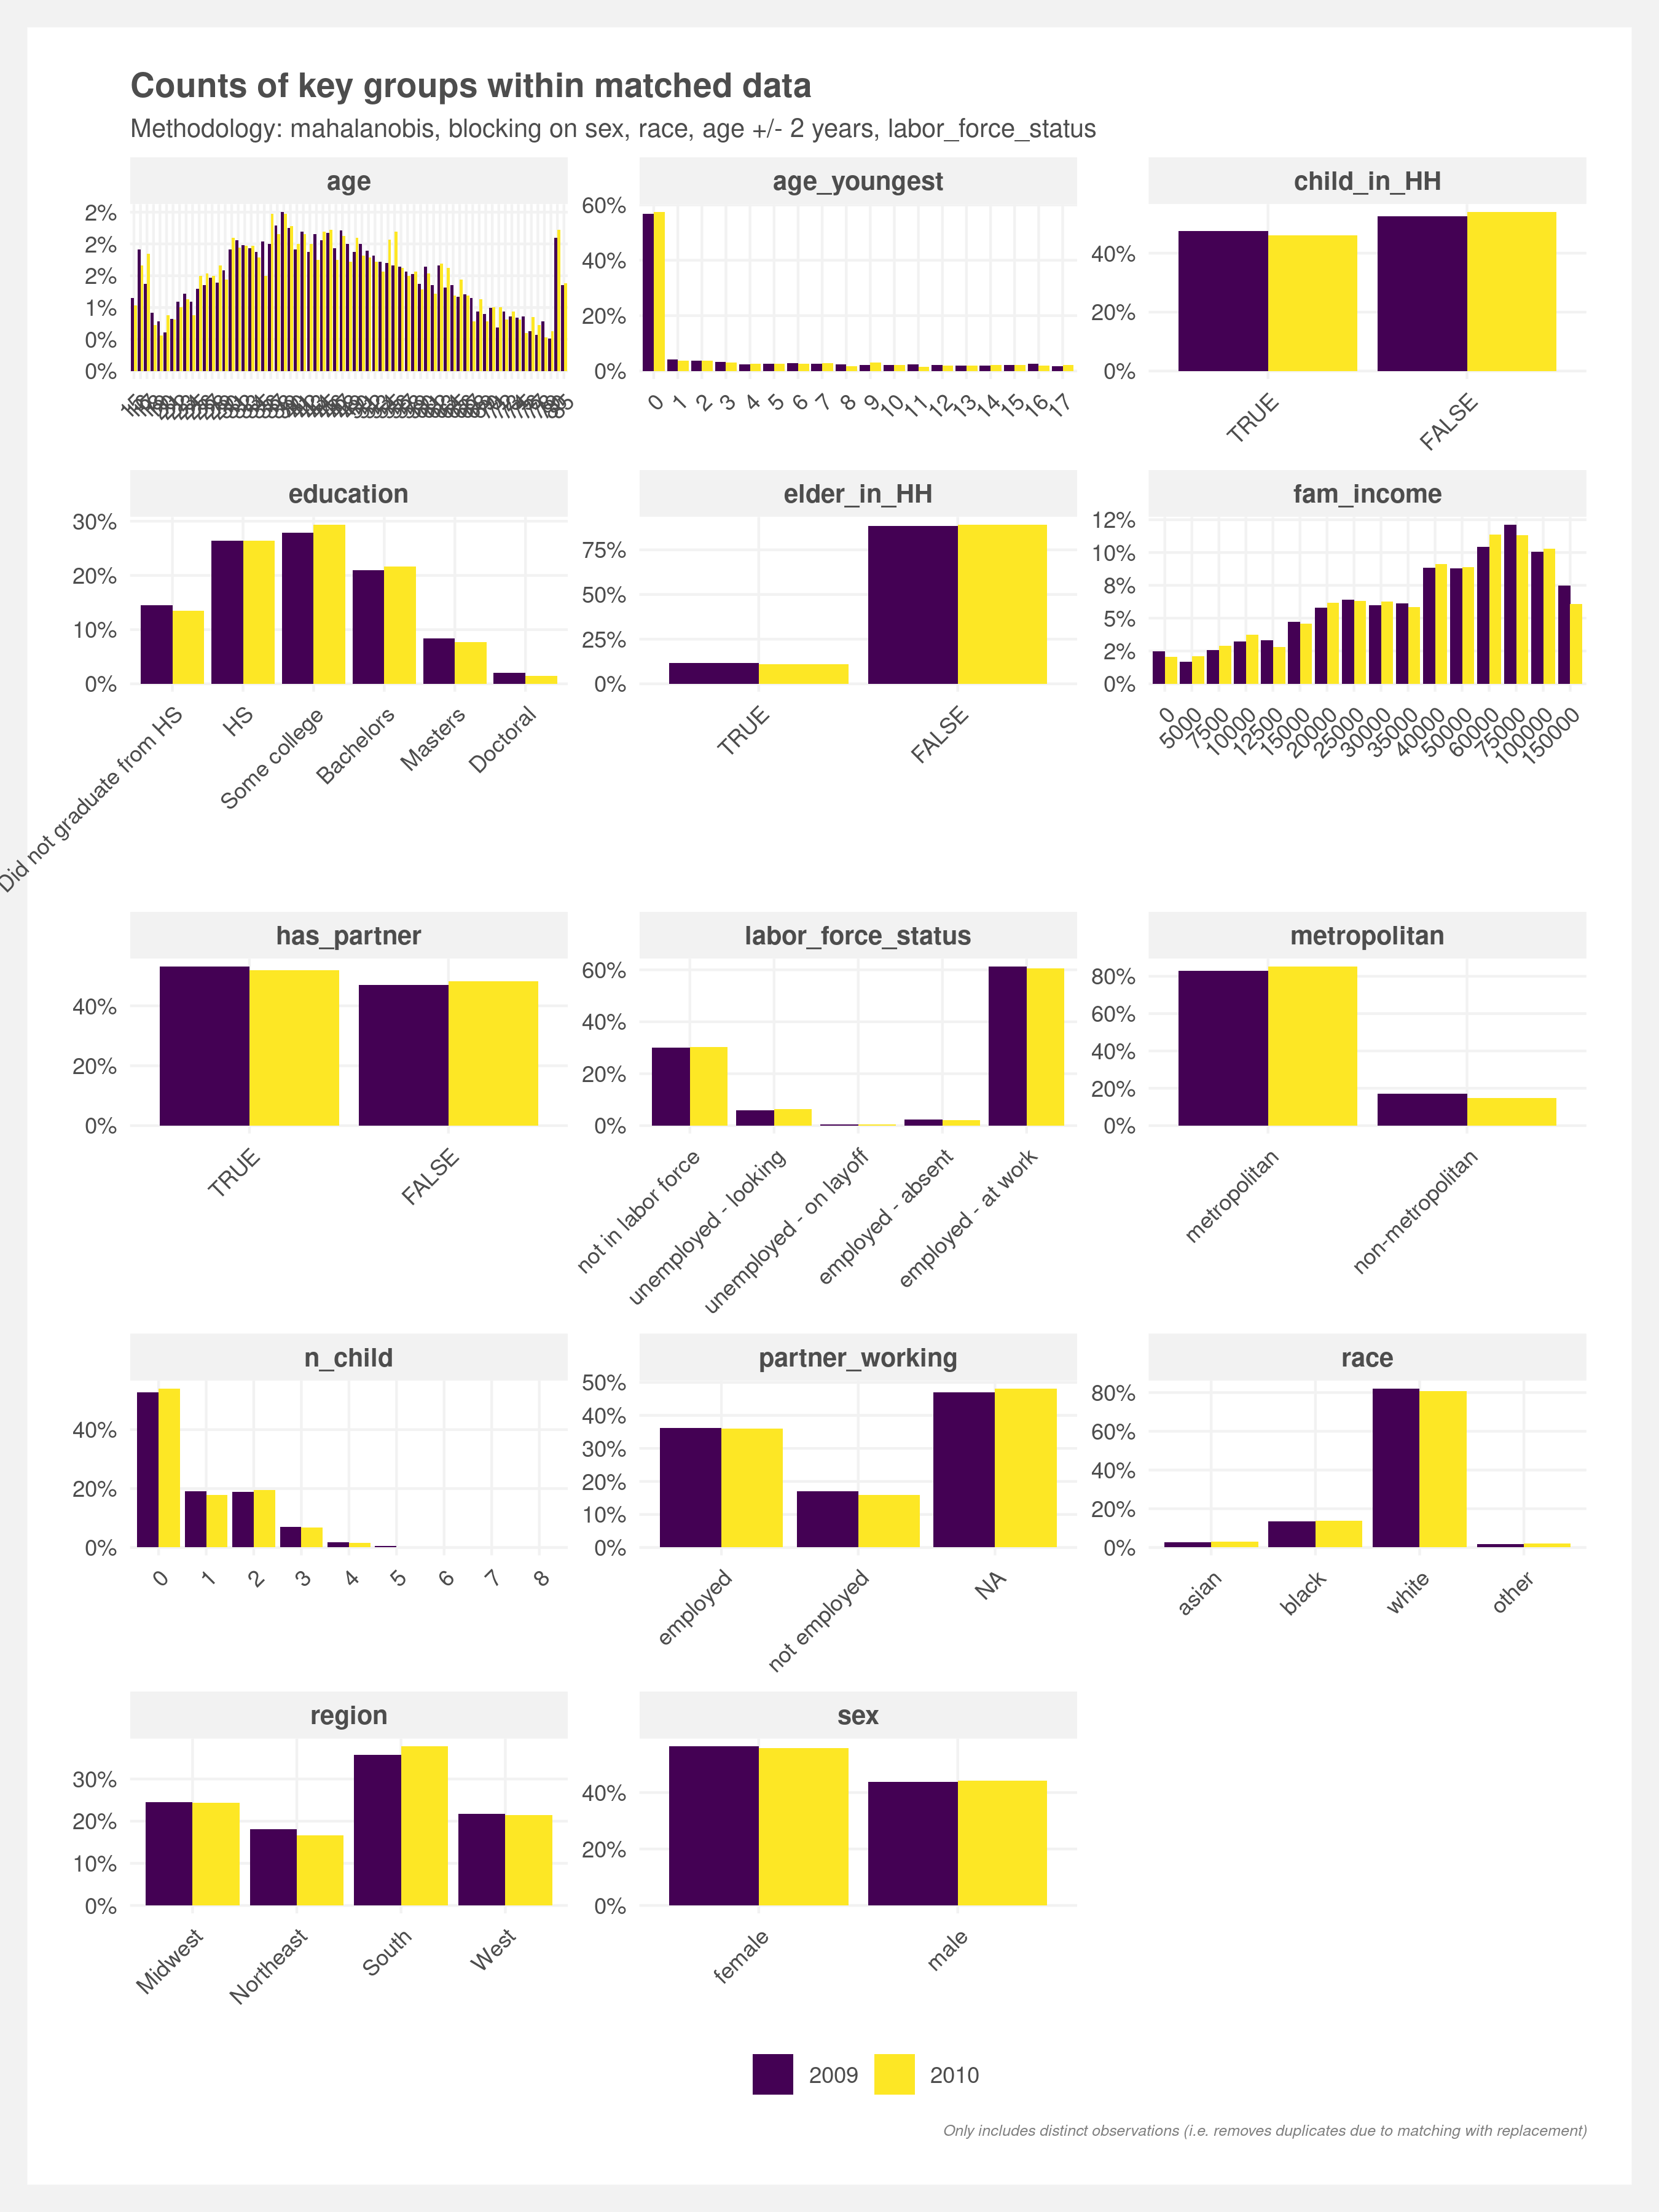 Counts of key groups within matched data
Methodology: mahalanobis, blocking on sex, race, age +/- 2 years, labor_force_status
age
2%
2%
2%
1%
0%
0%
age_youngest
60%
40%
20%
0%
0 1 2 3 4 5 6 7 8 9 10 11 12 13 14 15 16 17
child_in_HH
40%
20%
0%
TRUE FALSE
education
30%
20%
10%
0%
Did not graduate from HS
HS
Some college
Bachelors
Masters
Doctoral
elder_in_HH
75%
50%
25%
0%
TRUE FALSE
fam_income
12%
10%
8%
5%
2%
0%
0 5000 7500 10000 12500 15000 20000 25000 30000 35000 40000 50000 60000 75000 100000 150000
has_partner
40%
20%
0%
TRUE FALSE
labor_force_status
60%
40%
20%
0%
not in labor force
unemployed - looking
unemployed - on layoff
employed - absent
employed - at work
metropolitan
80%
60%
40%
20%
0%
metropolitan
non-metropolitan
n_child
40%
20%
0%
0 1 2 3 4 5 6 7 8
partner_working
50%
40%
30%
20%
10%
0%
employed
not employed
NA
race
80%
60%
40%
20%
0%
asian
black
white
other
region
30%
20%
10%
0%
Midwest
Northeast
South
West
sex
40%
20%
0%
female
male
2009 2010
Only includes distinct observations (i.e. removes duplicates due to matching with replacement)